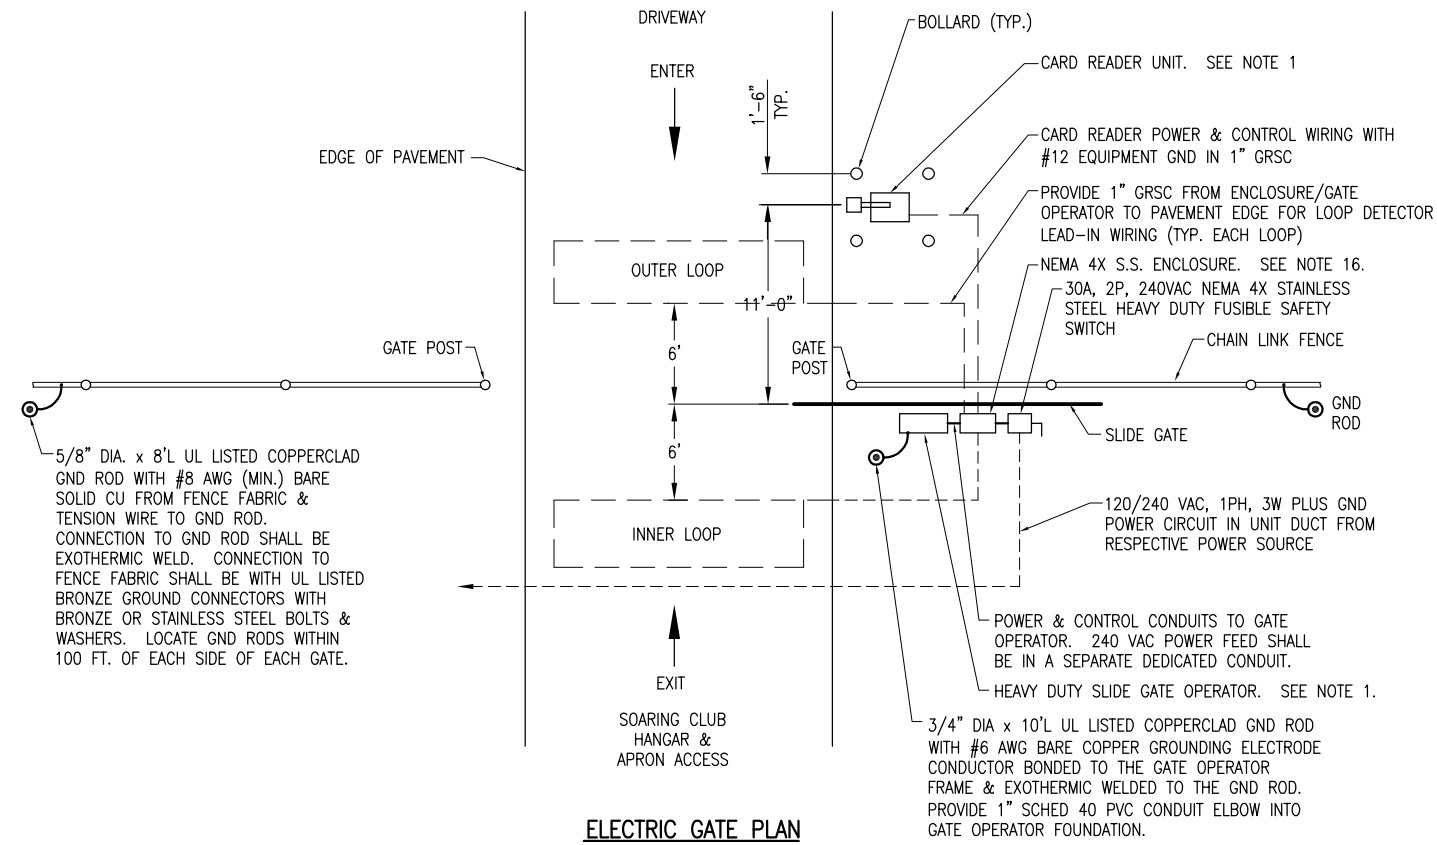 DRIVEWAY
ENTER
BOLLARD (TYP.)
CARD READER UNIT. SEE NOTE 1
1'-6"
TYP.
CARD READER POWER & CONTROL WIRING WITH
#12 EQUIPMENT GND IN 1" GRSC
EDGE OF PAVEMENT
PROVIDE 1" GRSC FROM ENCLOSURE/GATE
OPERATOR TO PAVEMENT EDGE FOR LOOP DETECTOR
LEAD-IN WIRING (TYP. EACH LOOP)
OUTER LOOP
NEMA 4X S.S. ENCLOSURE. SEE NOTE 16.
11'-0"
30A, 2P, 240VAC NEMA 4X STAINLESS
STEEL HEAVY DUTY FUSIBLE SAFETY
SWITCH
GATE POST
6'
GATE
POST
CHAIN LINK FENCE
GND
ROD
SLIDE GATE
6'
5/8" DIA. x 8'L UL LISTED COPPERCLAD
GND ROD WITH #8 AWG (MIN.) BARE
SOLID CU FROM FENCE FABRIC &
TENSION WIRE TO GND ROD.
CONNECTION TO GND ROD SHALL BE
EXOTHERMIC WELD. CONNECTION TO
FENCE FABRIC SHALL BE WITH UL LISTED
BRONZE GROUND CONNECTORS WITH
BRONZE OR STAINLESS STEEL BOLTS &
WASHERS. LOCATE GND RODS WITHIN
100 FT. OF EACH SIDE OF EACH GATE.
INNER LOOP
120/240 VAC, 1PH, 3W PLUS GND
POWER CIRCUIT IN UNIT DUCT FROM
RESPECTIVE POWER SOURCE
POWER & CONTROL CONDUITS TO GATE
OPERATOR. 240 VAC POWER FEED SHALL
BE IN A SEPARATE DEDICATED CONDUIT.
EXIT
HEAVY DUTY SLIDE GATE OPERATOR. SEE NOTE 1.
SOARING CLUB
HANGAR &
APRON ACCESS
3/4" DIA x 10'L UL LISTED COPPERCLAD GND ROD
WITH #6 AWG BARE COPPER GROUNDING ELECTRODE
CONDUCTOR BONDED TO THE GATE OPERATOR
FRAME & EXOTHERMIC WELDED TO THE GND ROD.
PROVIDE 1" SCHED 40 PVC CONDUIT ELBOW INTO
GATE OPERATOR FOUNDATION.
ELECTRIC GATE PLAN